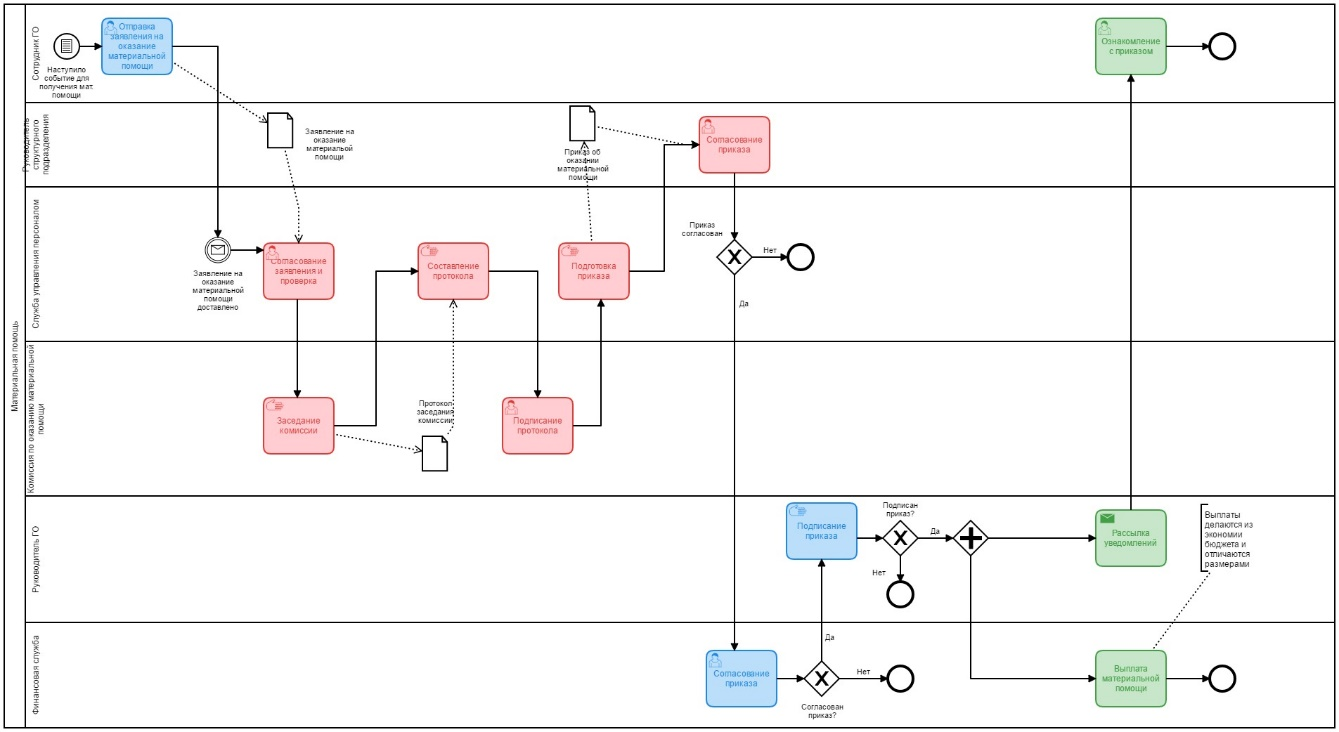 Материальная помощь
Сотрудник ГО
Наступило
событие для
получения мат.
помощи
Отправка
заявления на
оказание
материальной
помощи
Ознакомление
с приказом
Руководитель
структурного
подразделения
Заявление на
оказание
материалыой
помощи
Приказ об
оказании
материальной
помощи
Согласование
приказа
Служба управления персоналом
Заявление на
оказание
материальной
помощи
доставлено
Согласование
заявления и
проверка
Составление
протокола
Подготовка
приказа
Приказ
согласован
Нет
Да
Комиссия по оказанию материальной
помощи
Заседание
комиссии
Протокол
заседания
комиссии
Подписание
протокола
Руководитель ГО
Подписание
приказа
Подписан
приказ?
Да
Нет
Рассылка
уведомлений
Выплаты
делаются из
экономии
бюджета и
отличаются
размерами
Финансовая служба
Согласование
приказа
Да
Нет
Согласован
приказ?
Выплата
материальной
помощи